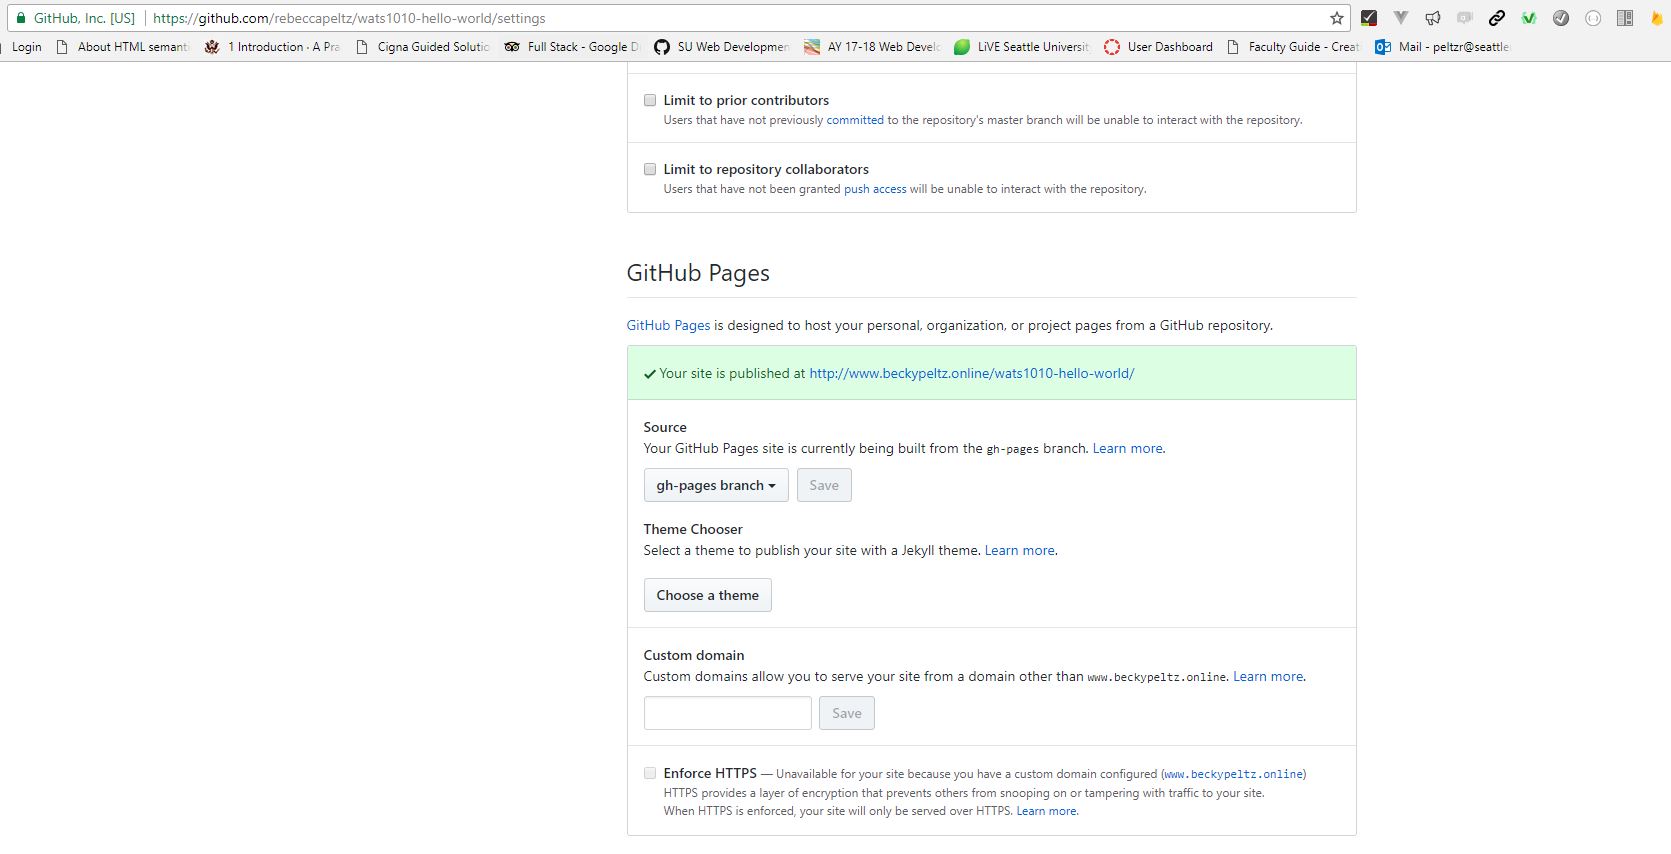 GitHub, Inc. [US] https://github.com/rebeccapeltz/wats1010-hello-world/settings
Login About HTML semant 1 Introduction · A Pra Cigna Guided Solutio Full Stack - Google D SU Web Developmen AY 17-18 Web Develo LiVE Seattle Universit User Dashboard Faculty Guide - Creat Mail - peltzr@seattle
Limit to prior contributors
Users that have not previously committed to the repository's master branch will be unable to interact with the repository.
Limit to repository collaborators
Users that have not been granted push access will be unable to interact with the repository.
GitHub Pages
GitHub Pages is designed to host your personal, organization, or project pages from a GitHub repository.
Your site is published at http://www.beckypeltz.online/wats1010-hello-world/
Source
Your GitHub Pages site is currently being built from the gh-pages branch. Learn more.
gh-pages branch Save
Theme Chooser
Select a theme to publish your site with a Jekyll theme. Learn more.
Choose a theme
Custom domain
Custom domains allow you to serve your site from a domain other than www.beckypeltz.online. Learn more.
Save
Enforce HTTPS — Unavailable for your site because you have a custom domain configured (www.beckypeltz.online)
HTTPS provides a layer of encryption that prevents others from snooping on or tampering with traffic to your site.
When HTTPS is enforced, your site will only be served over HTTPS. Learn more.